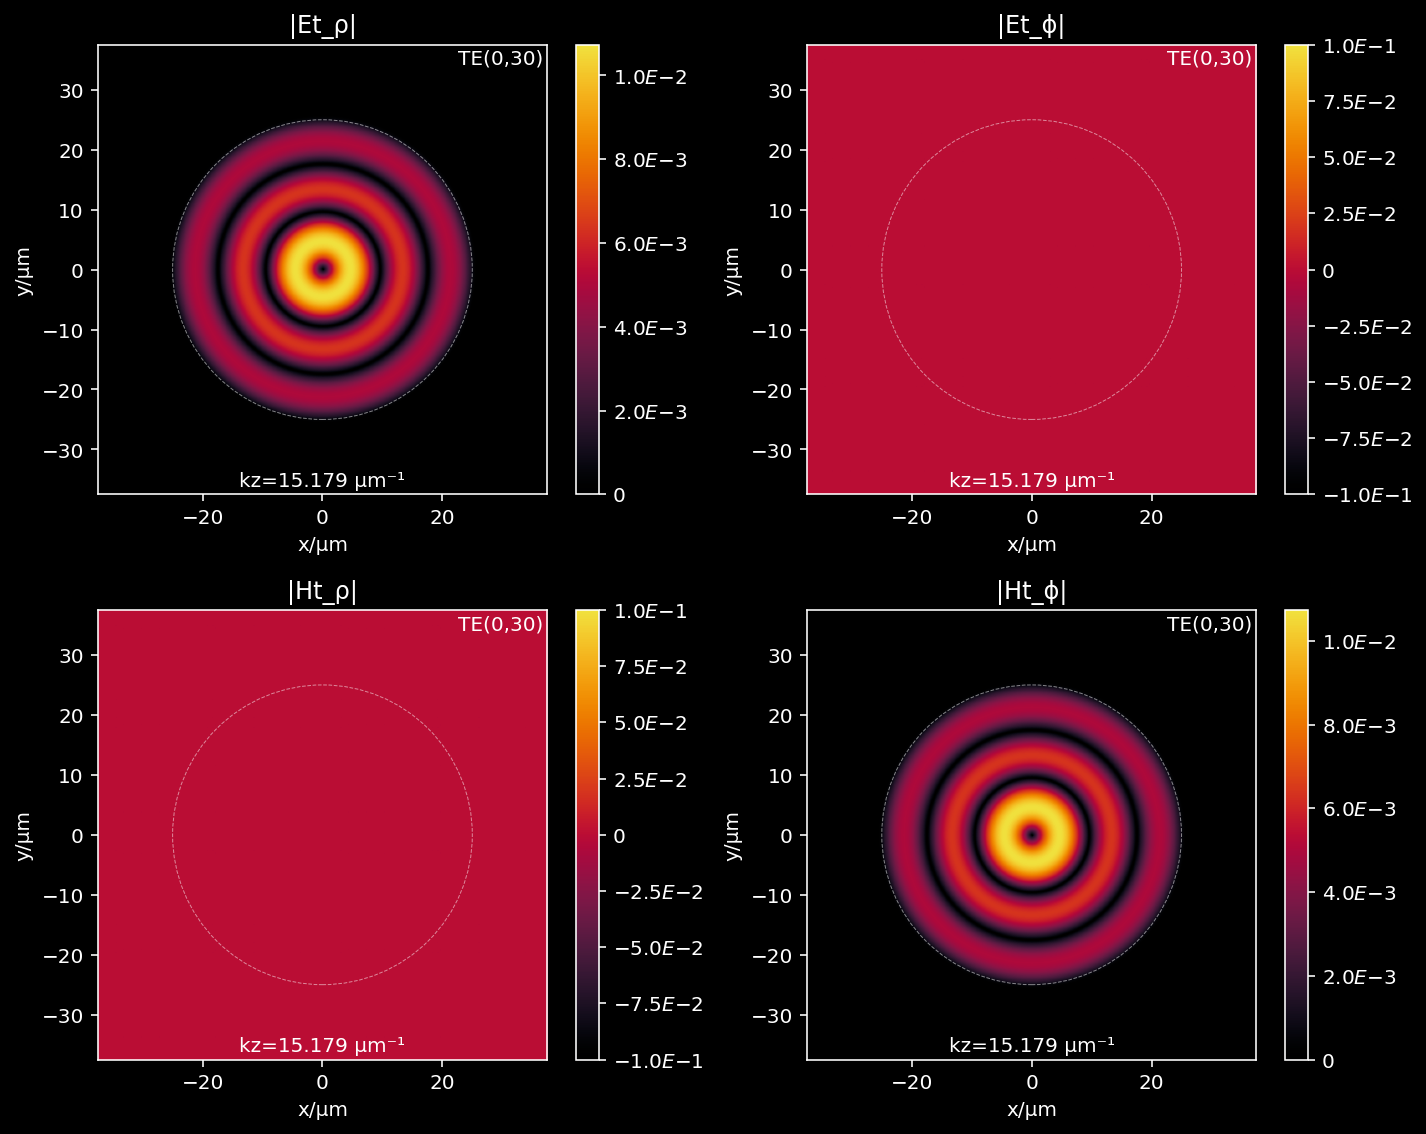 |Et_ρ|
TE(0,30)
30
20
10
0
−10
−20
−30
y/µm
kz=15.179 µm⁻¹
−20 0 20
x/µm
1.0E−2
8.0E−3
6.0E−3
4.0E−3
2.0E−3
0
|Et_ϕ|
TE(0,30)
30
20
10
0
−10
−20
−30
y/µm
kz=15.179 µm⁻¹
−20 0 20
x/µm
1.0E−1
7.5E−2
5.0E−2
2.5E−2
0
−2.5E−2
−5.0E−2
−7.5E−2
−1.0E−1
|Ht_ρ|
TE(0,30)
30
20
10
0
−10
−20
−30
y/µm
kz=15.179 µm⁻¹
−20 0 20
x/µm
1.0E−1
7.5E−2
5.0E−2
2.5E−2
0
−2.5E−2
−5.0E−2
−7.5E−2
−1.0E−1
|Ht_ϕ|
TE(0,30)
30
20
10
0
−10
−20
−30
y/µm
kz=15.179 µm⁻¹
−20 0 20
x/µm
1.0E−2
8.0E−3
6.0E−3
4.0E−3
2.0E−3
0